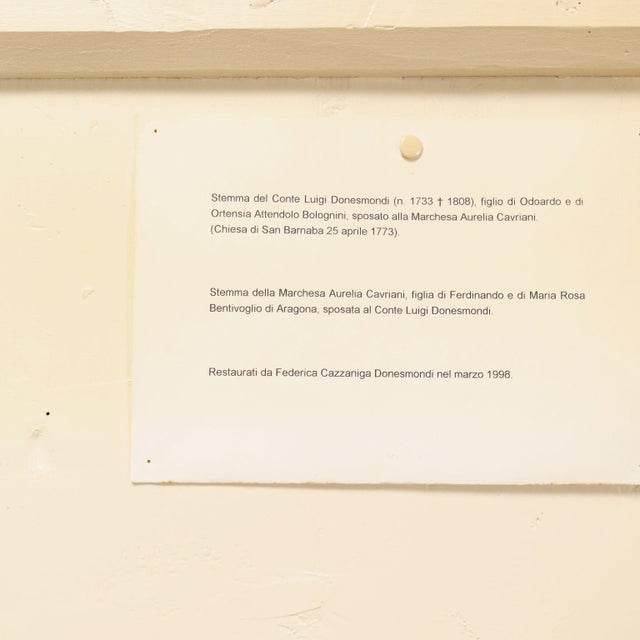 Stemma del Conte Luigi Donesmondi (n. 1733 † 1808), figlio di Odoardo e di
Ortensia Attendolo Bolognini, sposato alla Marchesa Aurelia Cavriani.
(Chiesa di San Barnaba 25 aprile 1773).
Stemma della Marchesa Aurelia Cavriani, figlia di Ferdinando e di Maria Rosa
Bentivoglio di Aragona, sposata al Conte Luigi Donesmondi.
Restaurati da Federica Cazzaniga Donesmondi nel marzo 1998.